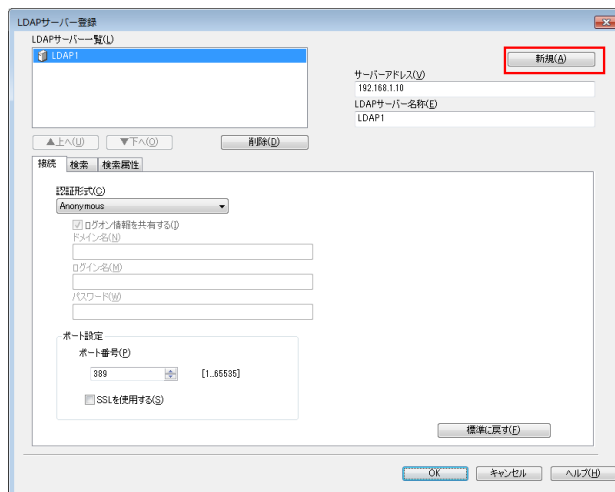 LDAPサーバー登録
LDAPサーバー一覧(L)
LDAP1
新規(A)
サーバーアドレス(V)
192.168.1.10
LDAPサーバー名称(E)
LDAP1
▲上へ(U)
▼下へ(O)
削除(D)
接続
検索
検索属性
認証形式(C)
Anonymous
ログオン情報を共有する(I)
ドメイン名(N)
ログイン名(M)
パスワード(W)
ポート設定
ポート番号(P)
389
[1..65535]
SSLを使用する(S)
標準に戻す(F)
OK
キャンセル
ヘルプ(H)